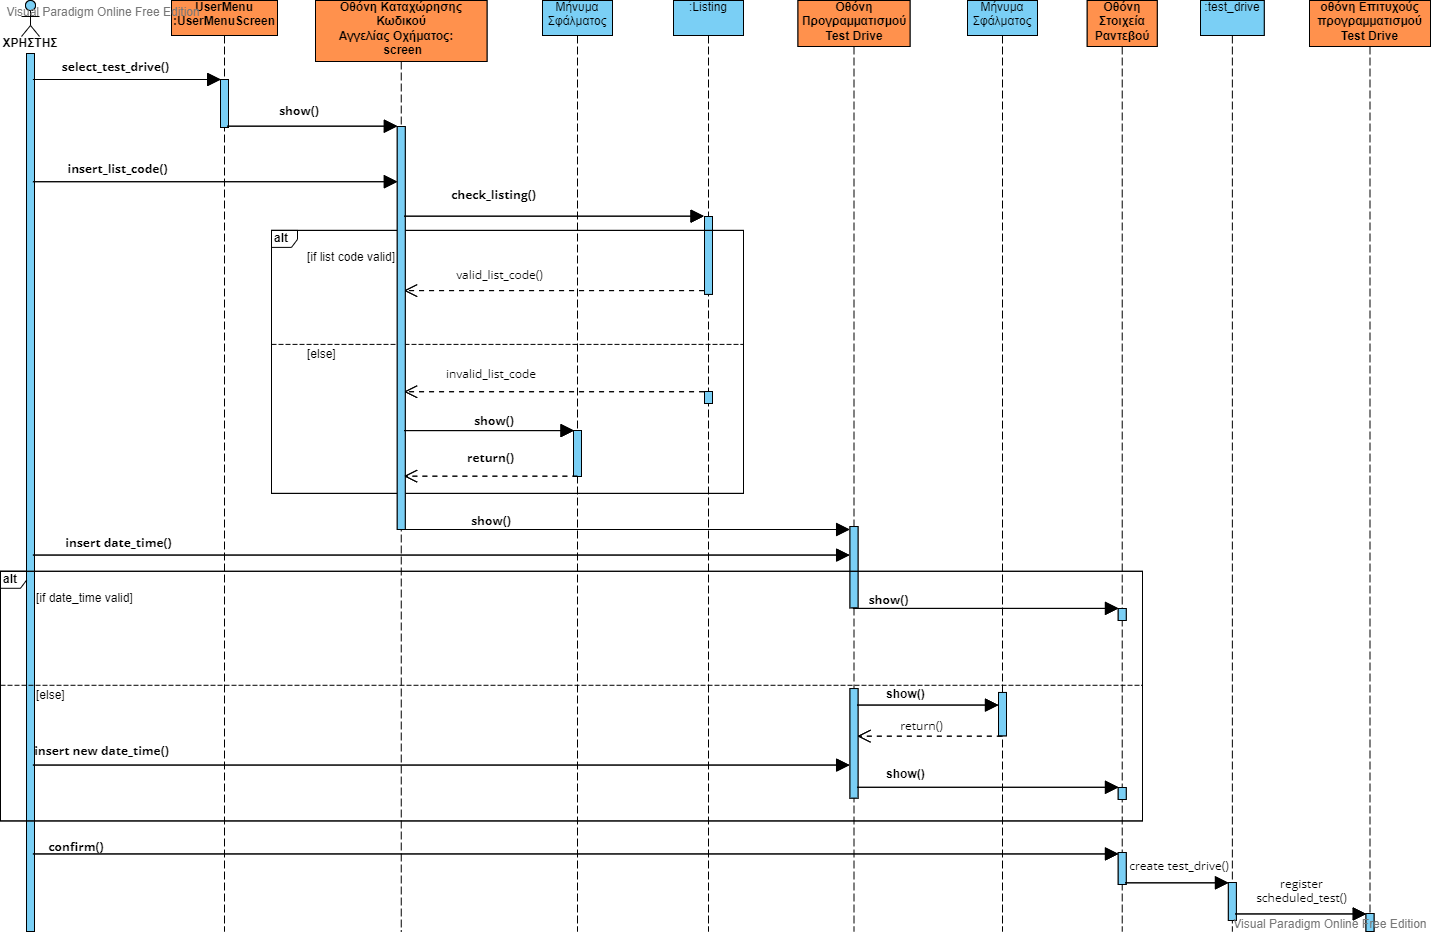 Visual Paradigm Online Free Edition
ΧΡΗΣΤΗΣ
UserMenu
:UserMenuScreen
Οθόνη Καταχώρησης
Κωδικού
Αγγελίας Οχήματος:
screen
Μήνυμα
Σφάλματος
:Listing
Οθόνη
Προγραμματισμού
Test Drive
Μήνυμα
Σφάλματος
Οθόνη
Στοιχεία
Ραντεβού
:test_drive
οθόνη Επιτυχούς
προγραμματισμού
Test Drive
select_test_drive()
show()
insert_list_code()
check_listing()
alt
[if list code valid]
valid_list_code()
[else]
invalid_list_code
show()
return()
show()
insert date_time()
alt
[if date_time valid]
show()
[else]
show()
return()
insert new date_time()
show()
confirm()
create test_drive()
register
scheduled_test()
Visual Paradigm Online Free Edition